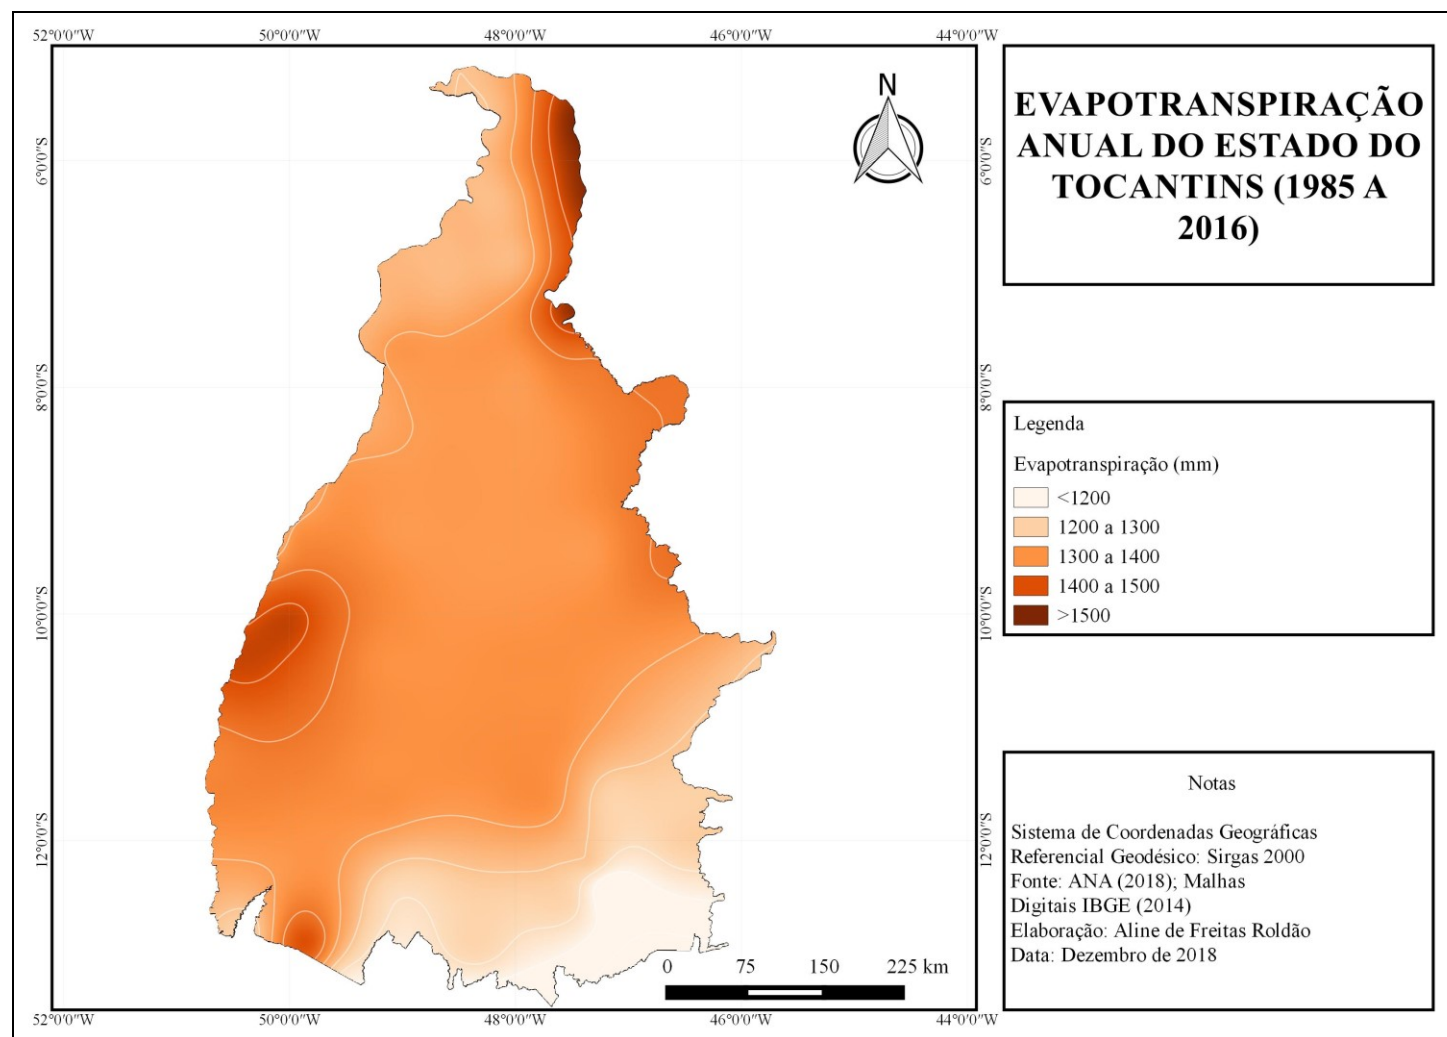 52°0'0"W 50°0'0"W 48°0'0"W 46°0'0"W 44°0'0"W
N
6°0'0"S
8°0'0"S
10°0'0"S
12°0'0"S
6°0'0"S
8°0'0"S
10°0'0"S
12°0'0"S
0 75 150 225 km
52°0'0"W 50°0'0"W 48°0'0"W 46°0'0"W 44°0'0"W
EVAPOTRANSPIRAÇÃO
ANUAL DO ESTADO DO
TOCANTINS (1985 A
2016)
Legenda
Evapotranspiração (mm)
<1200
1200 a 1300
1300 a 1400
1400 a 1500
>1500
Notas
Sistema de Coordenadas Geográficas
Referencial Geodésico: Sirgas 2000
Fonte: ANA (2018); Malhas
Digitais IBGE (2014)
Elaboração: Aline de Freitas Roldão
Data: Dezembro de 2018